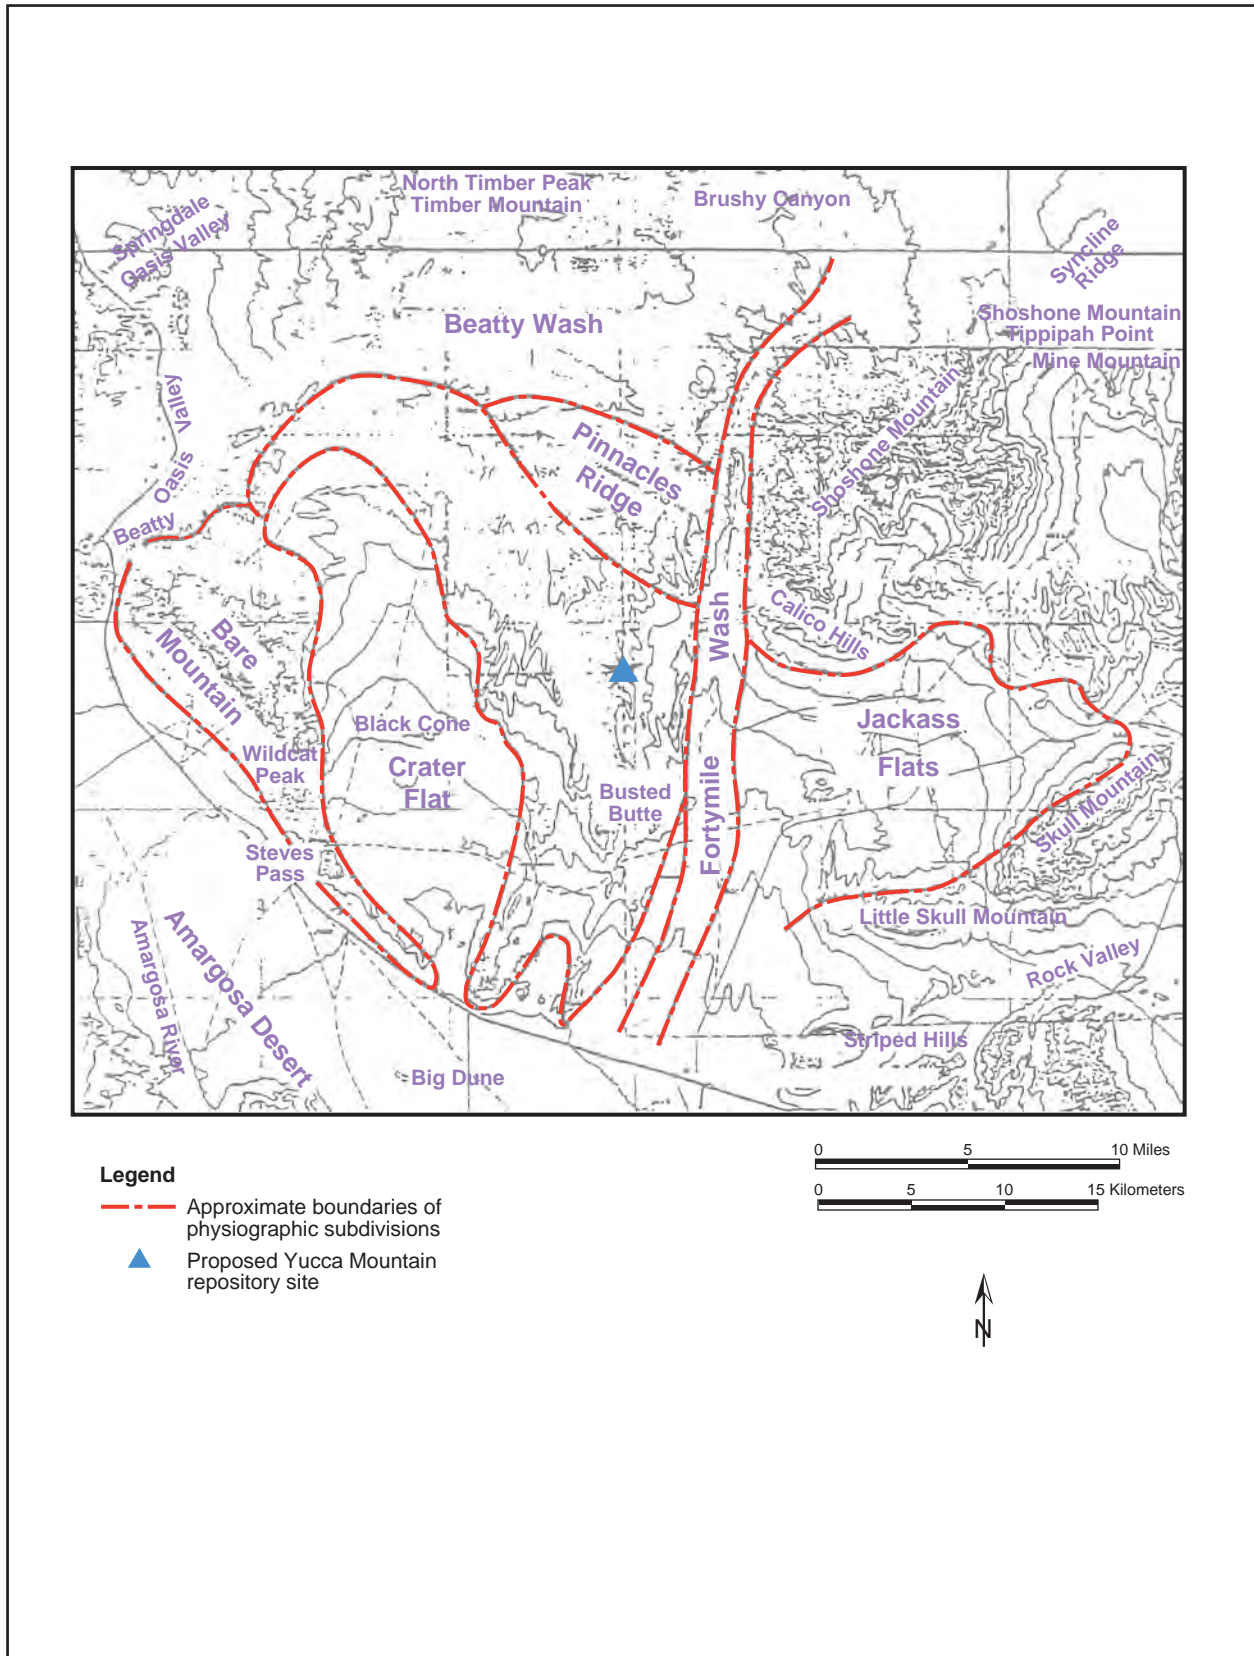 North Timber Peak
Timber Mountain
Brushy Canyon
Springdale
Oasis Valley
Syncline
Ridge
Shoshone Mountain
Tippipah Point
Mine Mountain
Beatty Wash
Oasis Valley
Shoshone Mountain
Pinnacles
Ridge
Beatty
Calico Hills
Bare
Mountain
Fortymile Wash
Black Cone
Jackass
Flats
Wildcat
Peak
Crater
Flat
Busted
Butte
Skull Mountain
Steves
Pass
Little Skull Mountain
Amargosa River
Amargosa Desert
Rock Valley
Striped Hills
Big Dune
0 5 10 Miles
0 5 10 15 Kilometers
Legend
Approximate boundaries of
physiographic subdivisions
Proposed Yucca Mountain
repository site
N